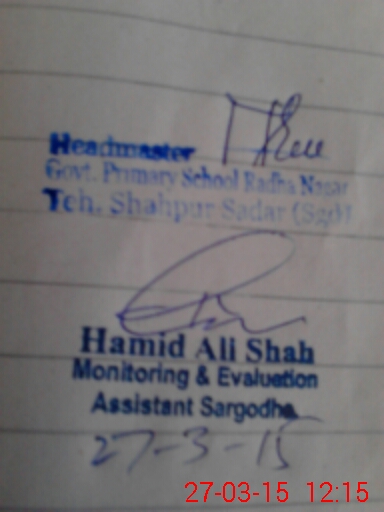 Headmaster
Govt. Primary School Radha Nagar
Teh. Shahpur Sadar (Sgd)
Hamid Ali Shah
Monitoring & Evaluation
Assistant Sargodha
27-3-15
27-03-15 12:15